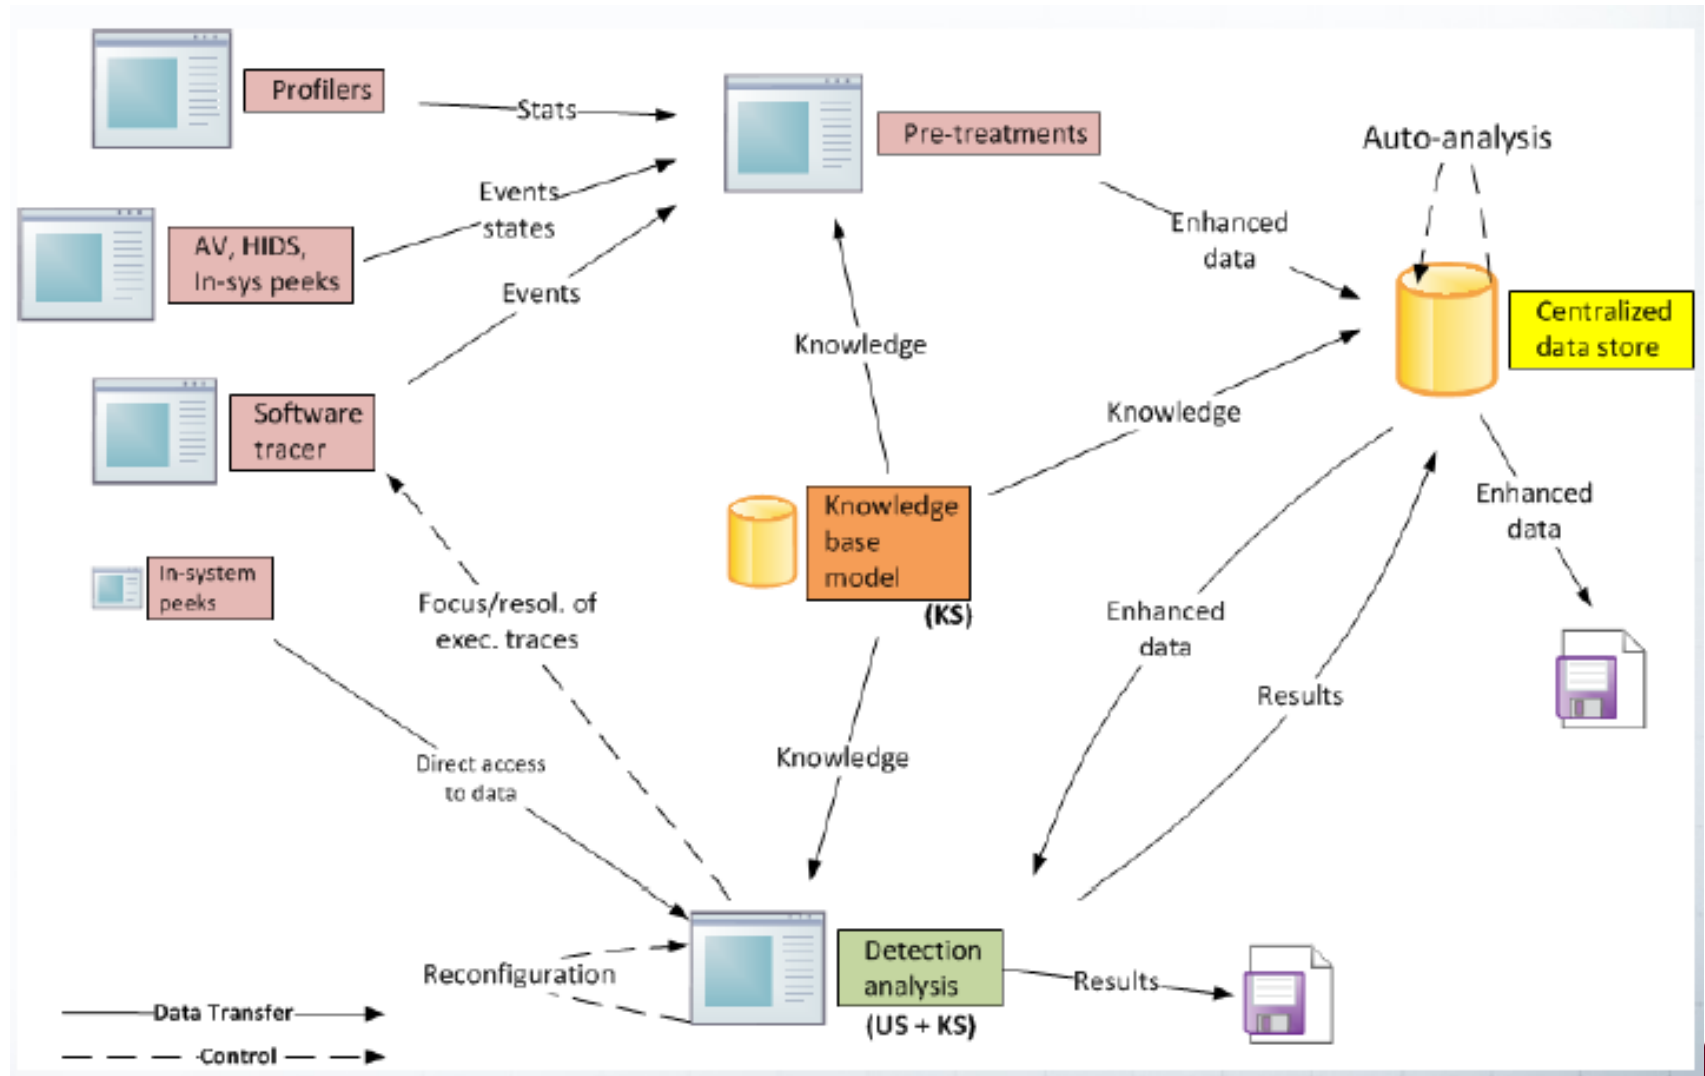 Profilers
Stats
Pre-treatments
Auto-analysis
Events
states
AV, HIDS,
In-sys peeks
Enhanced
data
Events
Centralized
data store
Knowledge
Knowledge
Software
tracer
Enhanced
data
Knowledge
base
model
(KS)
In-system
peeks
Focus/resol. of
exec. traces
Enhanced
data
Results
Direct access
to data
Knowledge
Detection
analysis
(US + KS)
Reconfiguration
Results
Data Transfer
Control